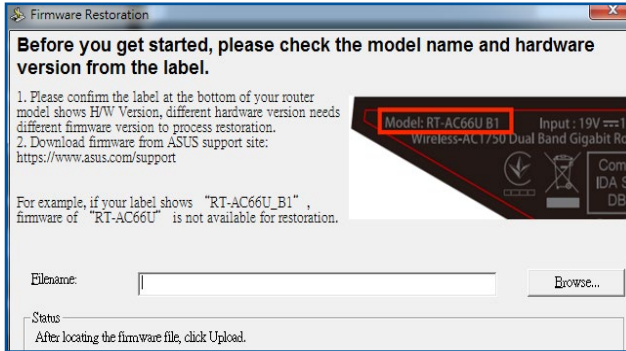 Firmware Restoration
Before you get started, please check the model name and hardware
version from the label.
1. Please confirm the label at the bottom of your router
model shows H/W Version, different hardware version needs
different firmware version to process restoration.
2. Download firmware from ASUS support site:
https://www.asus.com/support
For example, if your label shows “RT-AC66U_B1”,
firmware of “RT-AC66U” is not available for restoration.
Model: RT-AC66U B1 Input : 19V
Wireless-AC1750 Dual Band Gigabit
Com
IDA
DB
Filename:
Browse...
Status
After locating the firmware file, click Upload.